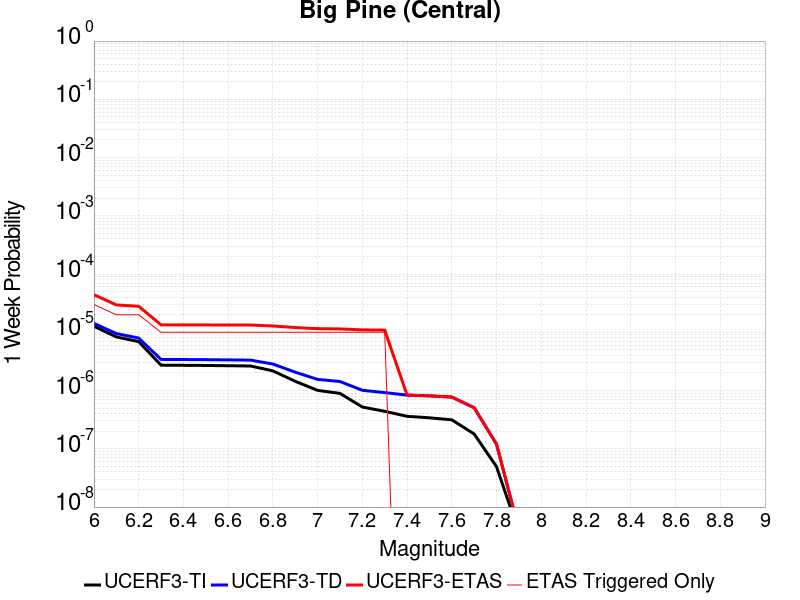 Big Pine (Central)
10^0
10^-1
10^-2
10^-3
10^-4
10^-5
10^-6
10^-7
10^-8
1 Week Probability
6 6.2 6.4 6.6 6.8 7 7.2 7.4 7.6 7.8 8 8.2 8.4 8.6 8.8 9
Magnitude
UCERF3-TI UCERF3-TD UCERF3-ETAS ETAS Triggered Only